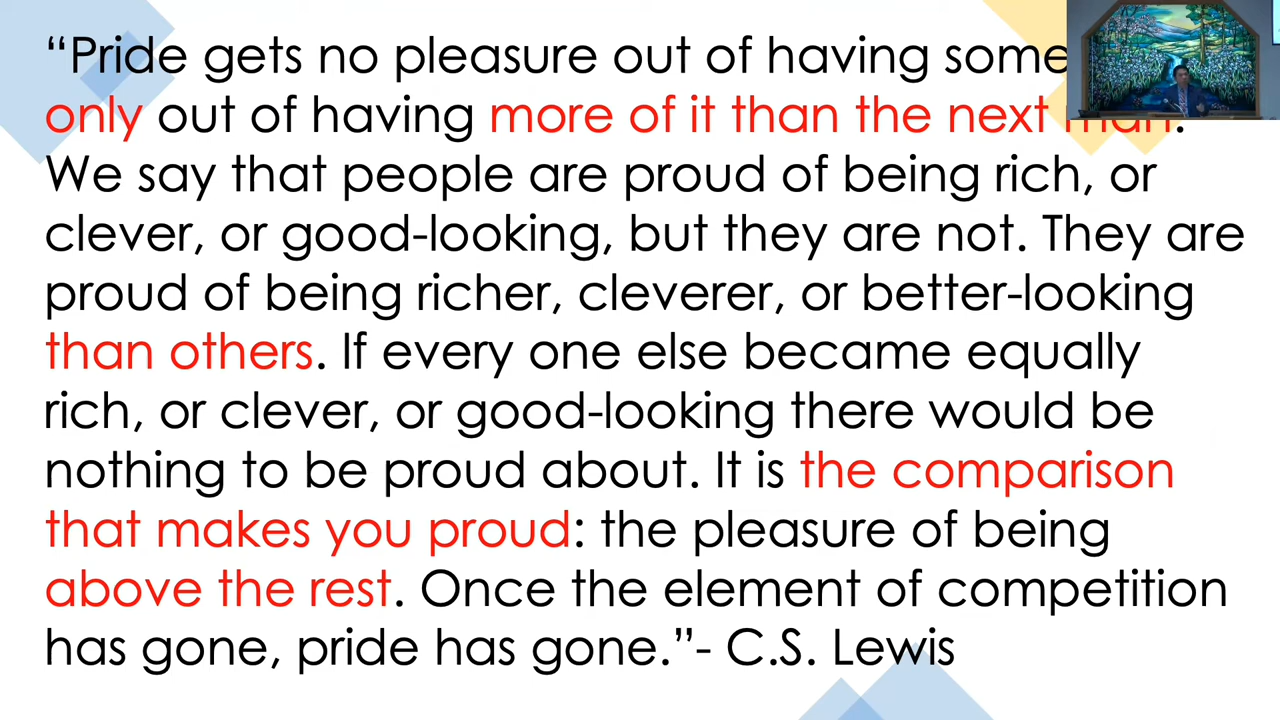 “Pride gets no pleasure out of having some
only out of having more of it than the next man.
We say that people are proud of being rich, or
clever, or good-looking, but they are not. They are
proud of being richer, cleverer, or better-looking
than others. If every one else became equally
rich, or clever, or good-looking there would be
nothing to be proud about. It is the comparison
that makes you proud: the pleasure of being
above the rest. Once the element of competition
has gone, pride has gone.”- C.S. Lewis